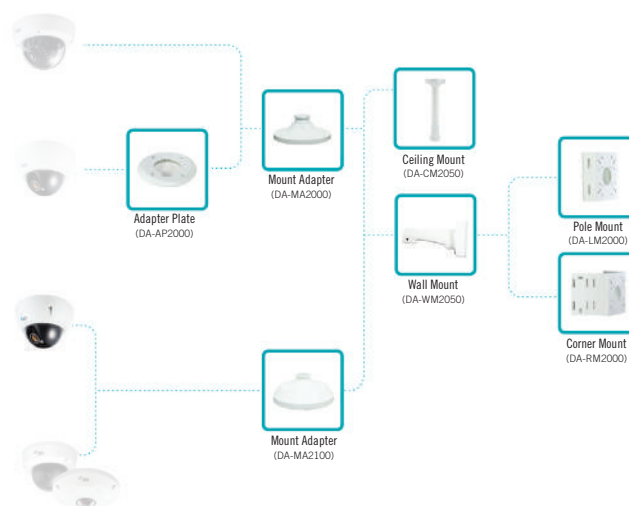 Ceiling Mount
(DA-CM2050)
Mount Adapter
(DA-MA2000)
Adapter Plate
(DA-AP2000)
Pole Mount
(DA-LM2000)
Wall Mount
(DA-WM2050)
Corner Mount
(DA-RM2000)
Mount Adapter
(DA-MA2100)